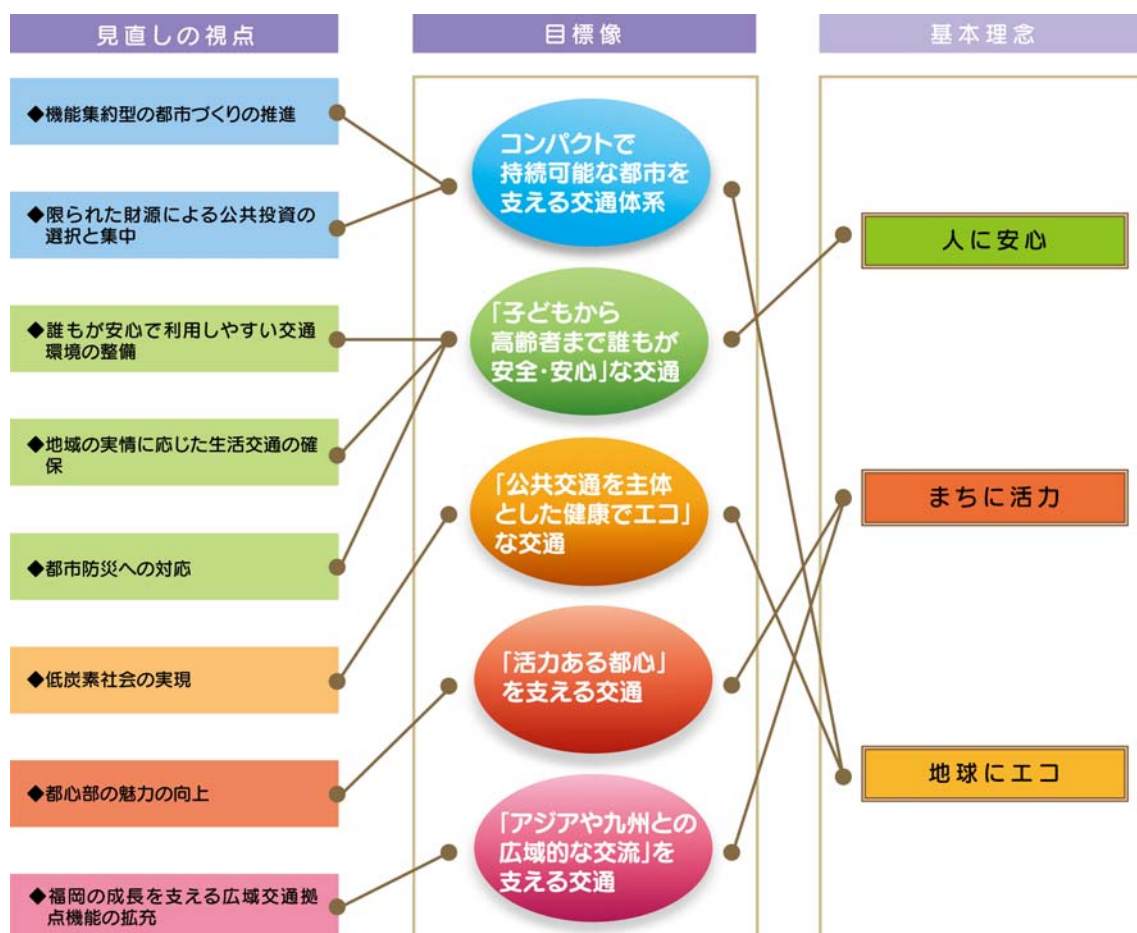 見直しの視点
◆機能集約型の都市づくりの推進
◆限られた財源による公共投資の
選択と集中
◆誰もが安心で利用しやすい交通
環境の整備
◆地域の実情に応じた生活交通の確
保
◆都市防災への対応
◆低炭素社会の実現
◆都心部の魅力の向上
◆福岡の成長を支える広域交通拠
点機能の拡充
目標像
コンパクトで
持続可能な都市を
支える交通体系
「子どもから
高齢者まで誰もが
安全・安心」な交通
「公共交通を主体
とした健康でエコ」
な交通
「活力ある都心」
を支える交通
「アジアや九州との
広域的な交流」を
支える交通
基本理念
人に安心
まちに活力
地球にエコ